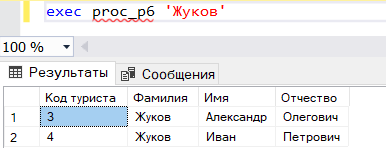 exec proc_p6 'Жуков'
100 %
Результаты Сообщения
Код туриста Фамилия Имя Отчество
1 3 Жуков Александр Олегович
2 4 Жуков Иван Петрович